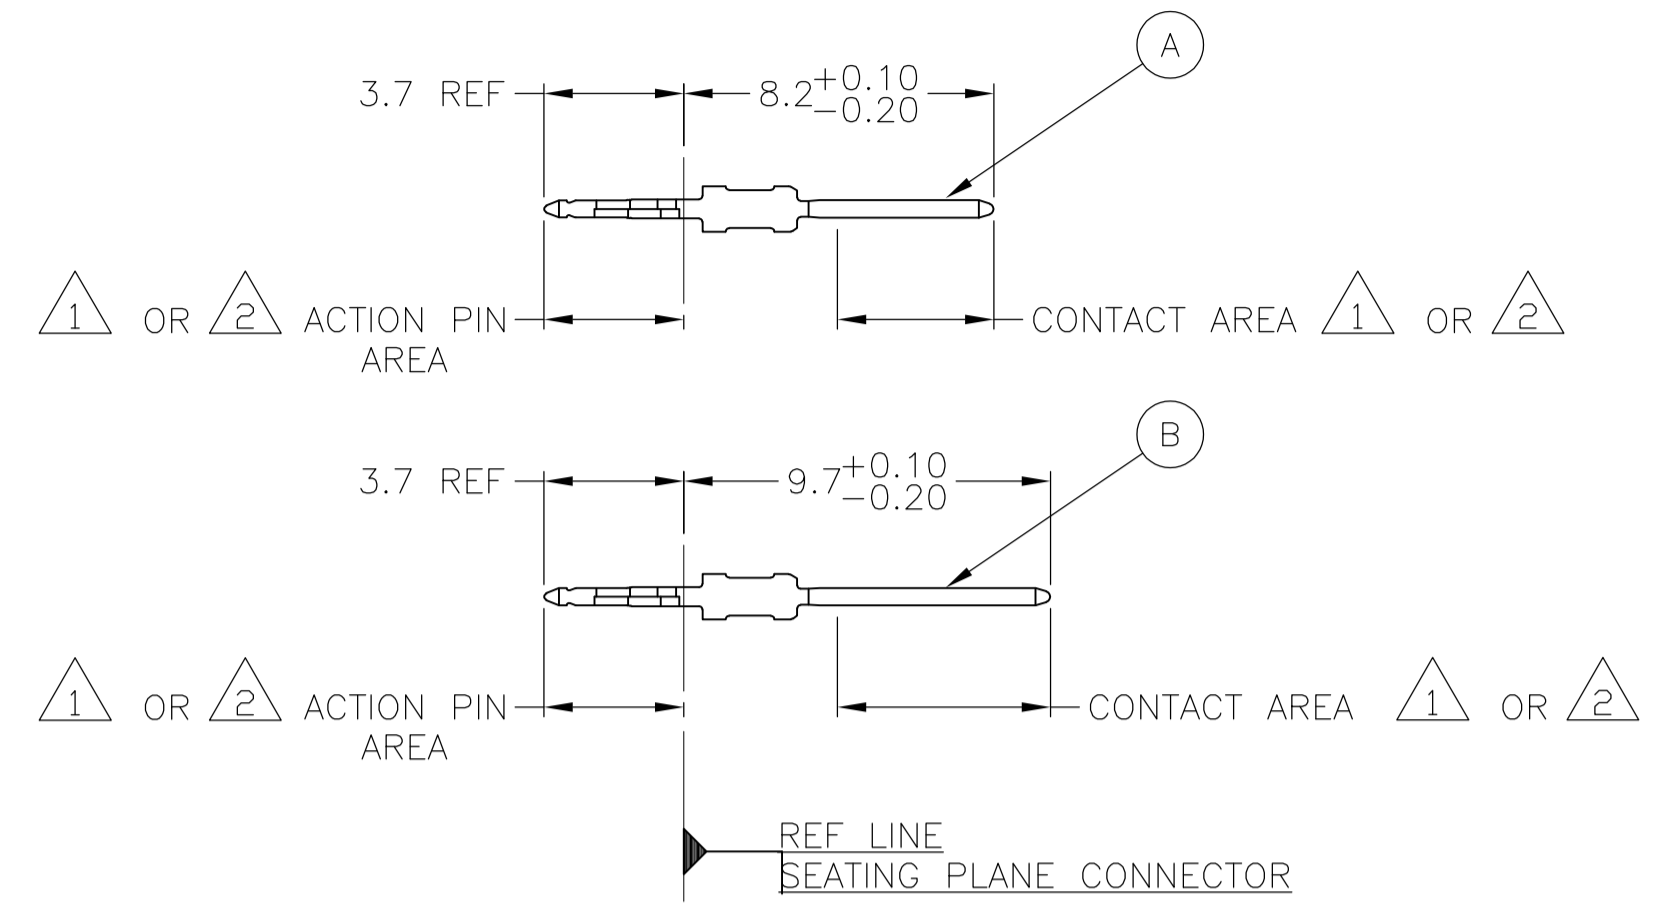 A
3.7 REF
8.2 +0.10
−0.20
1 OR 2 ACTION PIN
AREA
CONTACT AREA 1 OR 2
B
3.7 REF
9.7 +0.10
−0.20
1 OR 2 ACTION PIN
AREA
CONTACT AREA 1 OR 2
REF LINE
SEATING PLANE CONNECTOR